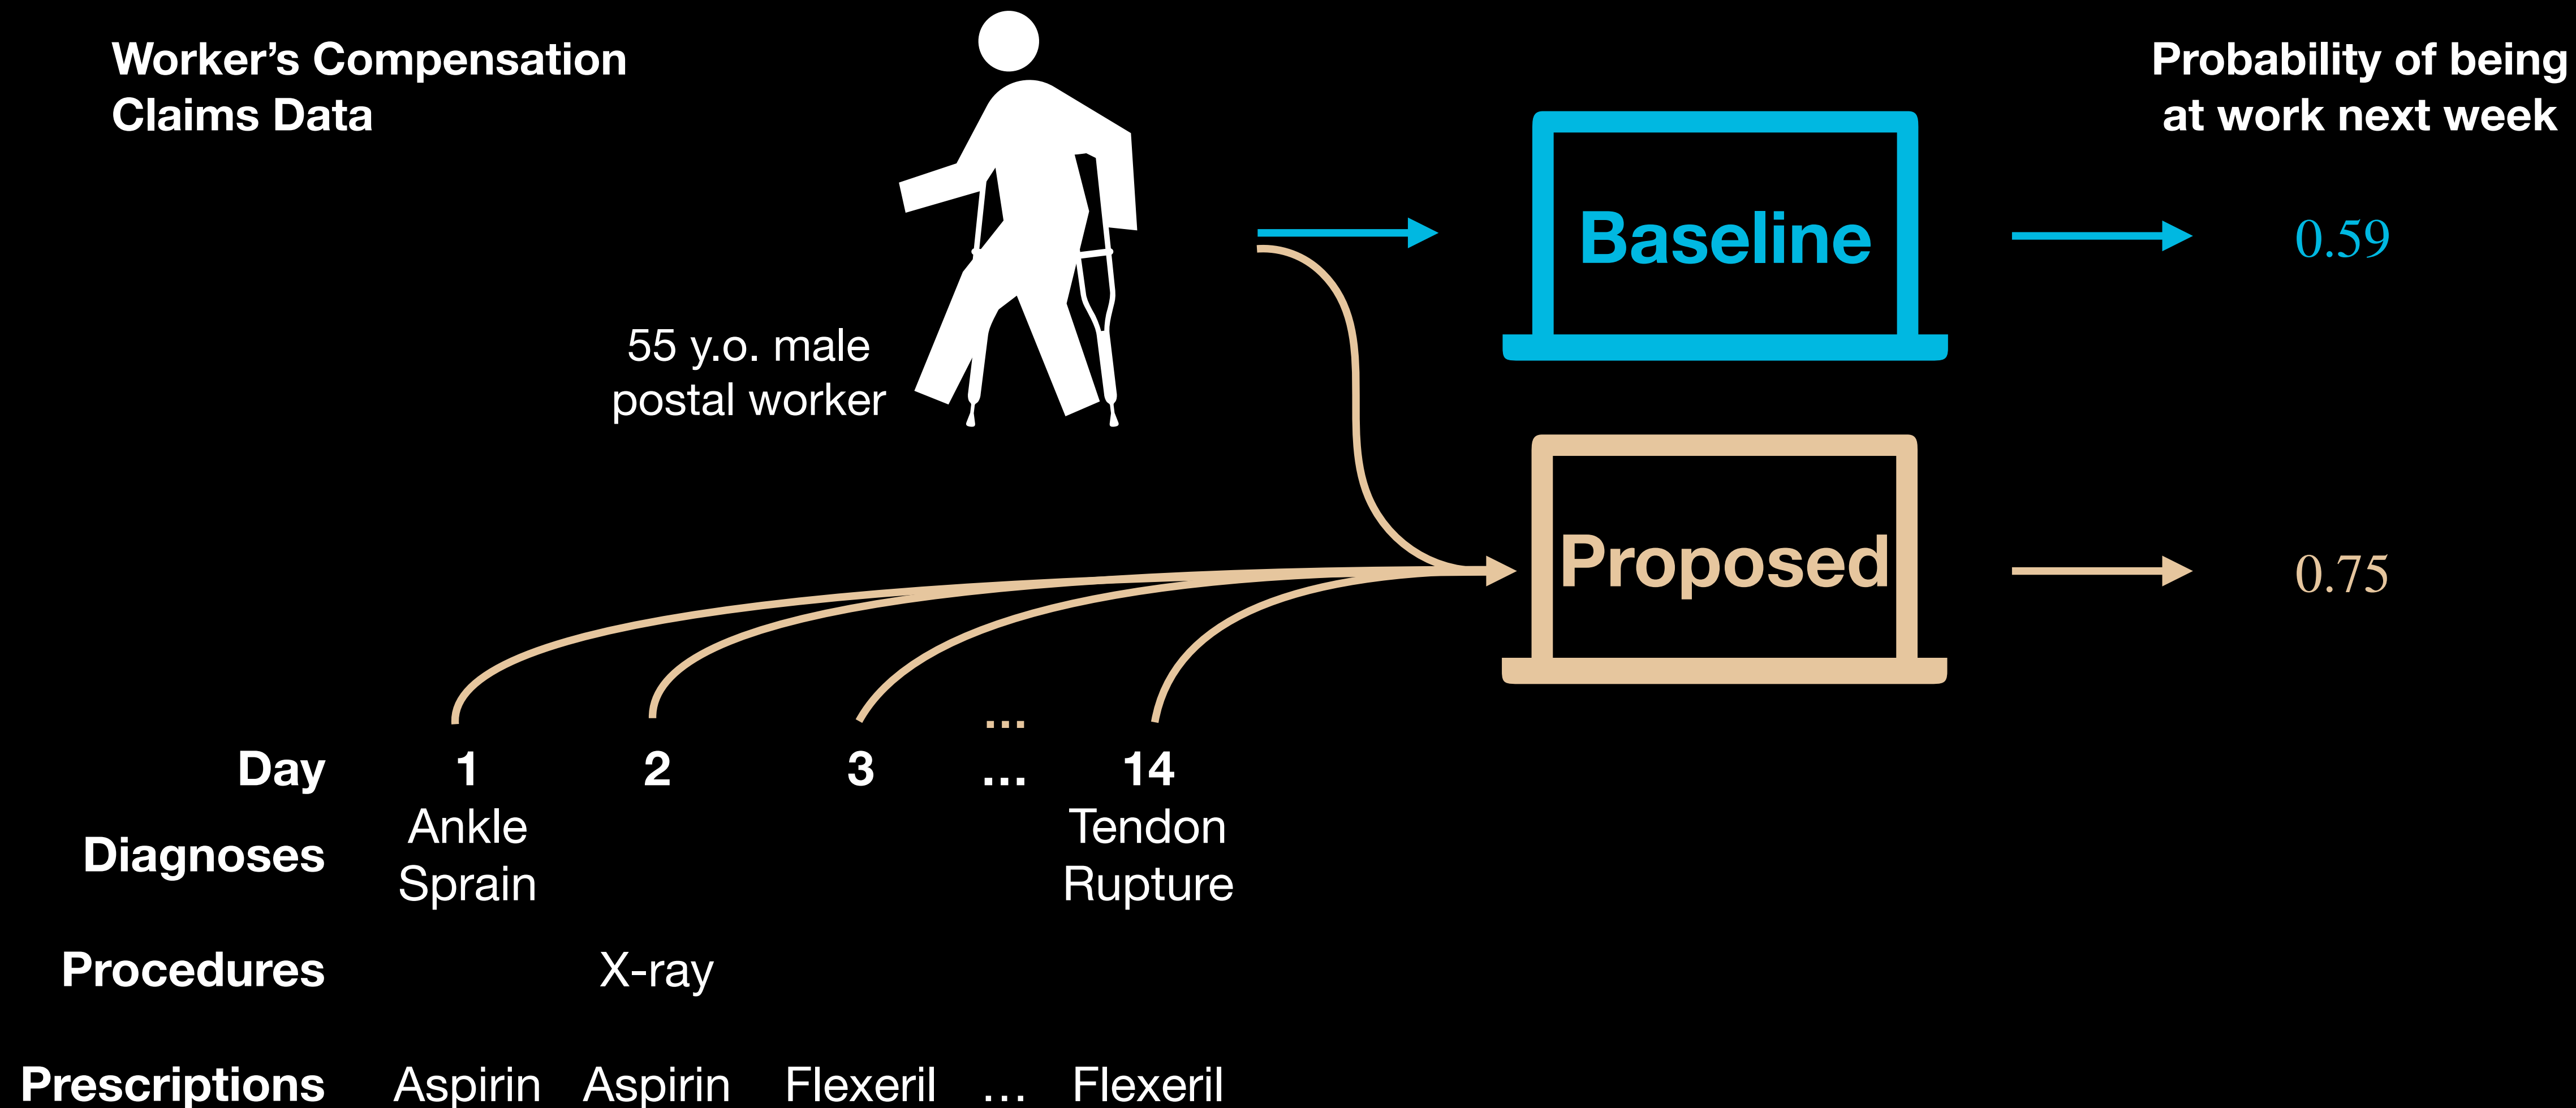 Worker’s Compensation
Claims Data
Probability of being
at work next week
Baseline
0.59
55 y.o. male
postal worker
Proposed
0.75
...
Day 1 2 3 ... 14
Diagnoses
Ankle
Sprain
Tendon
Rupture
Procedures X-ray
Prescriptions Aspirin Aspirin Flexeril ... Flexeril